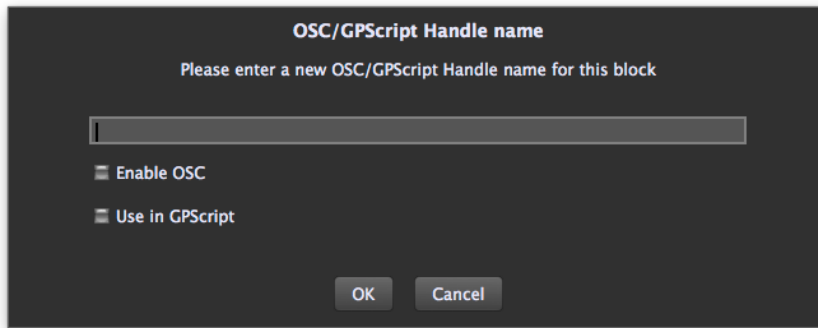 OSC/GPScript Handle name
Please enter a new OSC/GPScript Handle name for this block
Enable OSC
Use in GPScript
OK Cancel